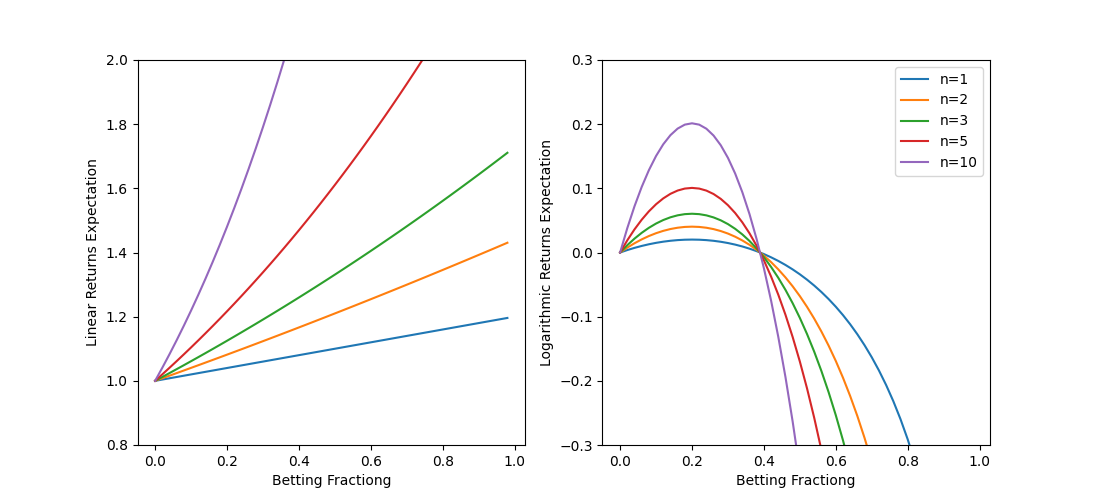 Linear Returns Expectation
2.0
1.8
1.6
1.4
1.2
1.0
0.8
0.0 0.2 0.4 0.6 0.8 1.0
Betting Fractiong
Logarithmic Returns Expectation
0.3
0.2
0.1
0.0
−0.1
−0.2
−0.3
0.0 0.2 0.4 0.6 0.8 1.0
Betting Fractiong
n=1
n=2
n=3
n=5
n=10